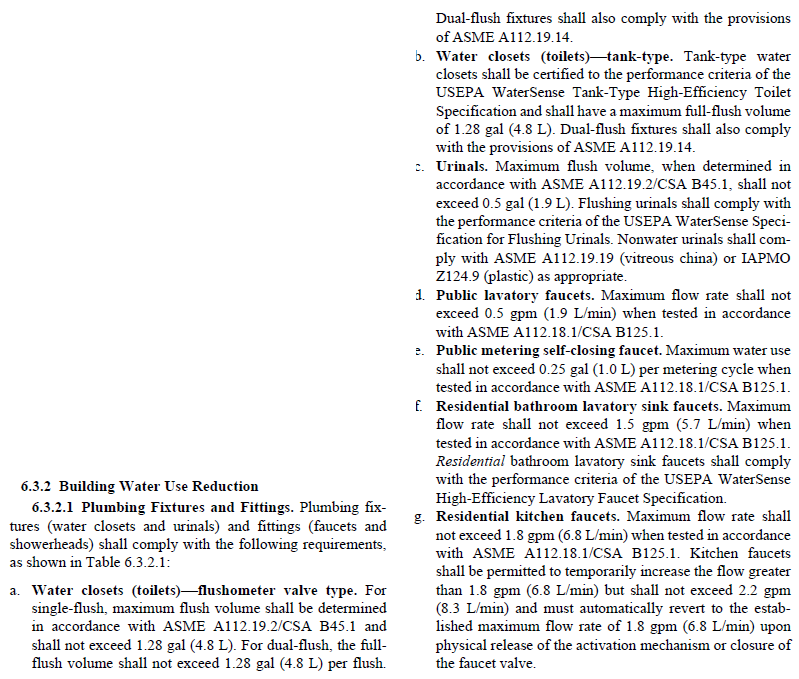 6.3.2 Building Water Use Reduction
6.3.2.1 Plumbing Fixtures and Fittings. Plumbing fix-
tures (water closets and urinals) and fittings (faucets and
showerheads) shall comply with the following requirements,
as shown in Table 6.3.2.1:
a. Water closets (toilets)—flushometer valve type. For
single-flush, maximum flush volume shall be determined
in accordance with ASME A112.19.2/CSA B45.1 and
shall not exceed 1.28 gal (4.8 L). For dual-flush, the full-
flush volume shall not exceed 1.28 gal (4.8 L) per flush.
Dual-flush fixtures shall also comply with the provisions
of ASME A112.19.14.
b. Water closets (toilets)—tank-type. Tank-type water
closets shall be certified to the performance criteria of the
USEPA WaterSense Tank-Type High-Efficiency Toilet
Specification and shall have a maximum full-flush volume
of 1.28 gal (4.8 L). Dual-flush fixtures shall also comply
with the provisions of ASME A112.19.14.
c. Urinals. Maximum flush volume, when determined in
accordance with ASME A112.19.2/CSA B45.1, shall not
exceed 0.5 gal (1.9 L). Flushing urinals shall comply with
the performance criteria of the USEPA WaterSense Speci-
fication for Flushing Urinals. Nonwater urinals shall com-
ply with ASME A112.19.19 (vitreous china) or IAPMO
Z124.9 (plastic) as appropriate.
d. Public lavatory faucets. Maximum flow rate shall not
exceed 0.5 gpm (1.9 L/min) when tested in accordance
with ASME A112.18.1/CSA B125.1.
e. Public metering self-closing faucet. Maximum water use
shall not exceed 0.25 gal (1.0 L) per metering cycle when
tested in accordance with ASME A112.18.1/CSA B125.1.
f. Residential bathroom lavatory sink faucets. Maximum
flow rate shall not exceed 1.5 gpm (5.7 L/min) when
tested in accordance with ASME A112.18.1/CSA B125.1.
Residential bathroom lavatory sink faucets shall comply
with the performance criteria of the USEPA WaterSense
High-Efficiency Lavatory Faucet Specification.
g. Residential kitchen faucets. Maximum flow rate shall
not exceed 1.8 gpm (6.8 L/min) when tested in accordance
with ASME A112.18.1/CSA B125.1. Kitchen faucets
shall be permitted to temporarily increase the flow greater
than 1.8 gpm (6.8 L/min) but shall not exceed 2.2 gpm
(8.3 L/min) and must automatically revert to the estab-
lished maximum flow rate of 1.8 gpm (6.8 L/min) upon
physical release of the activation mechanism or closure of
the faucet valve.